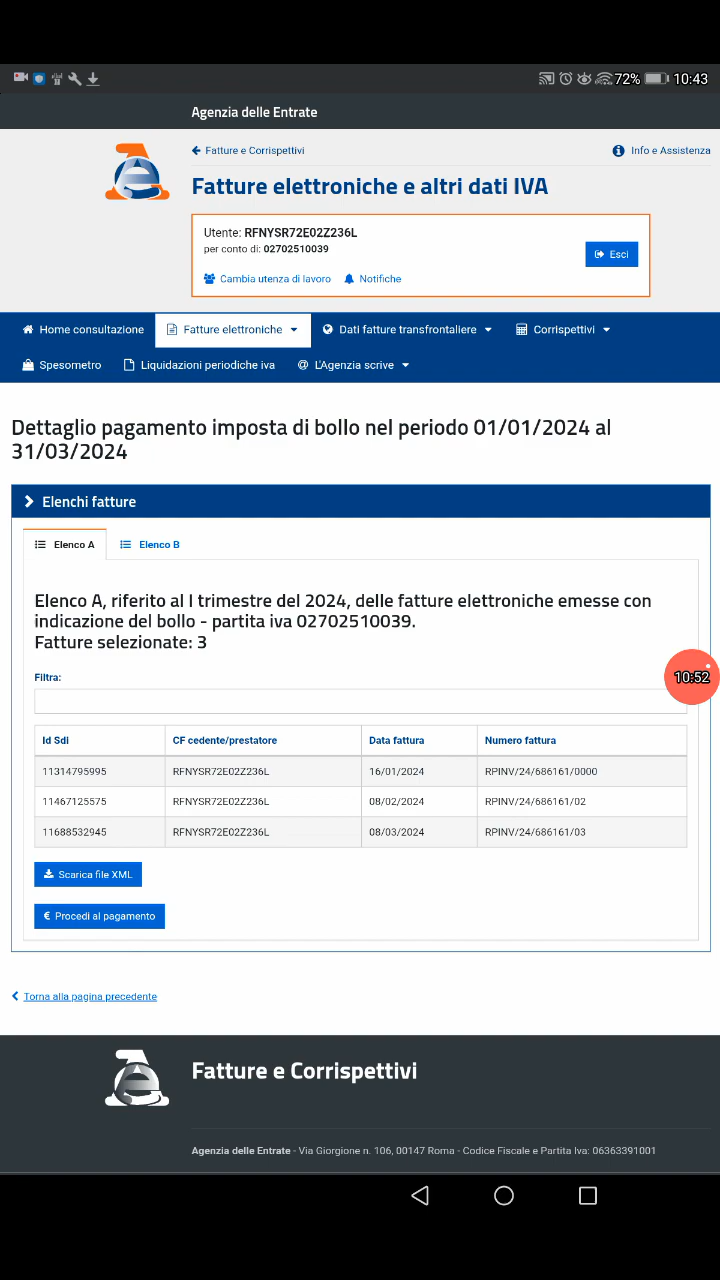 72% 10:43
Agenzia delle Entrate
Fatture e Corrispettivi
Info e Assistenza
Fatture elettroniche e altri dati IVA
Utente: RFNYSR72E02Z236L
per conto di: 02702510039
Esci
Cambia utenza di lavoro Notifiche
Home consultazione Fatture elettroniche Dati fatture transfrontaliere Corrispettivi
Spesometro Liquidazioni periodiche iva L'Agenzia scrive
Dettaglio pagamento imposta di bollo nel periodo 01/01/2024 al
31/03/2024
Elenchi fatture
Elenco A Elenco B
Elenco A, riferito al I trimestre del 2024, delle fatture elettroniche emesse con
indicazione del bollo - partita iva 02702510039.
Fatture selezionate: 3
Filtra:
10:52
Id Sdi CF cedente/prestatore Data fattura Numero fattura
11314795995 RFNYSR72E02Z236L 16/01/2024 RPINV/24/686161/0000
11467125575 RFNYSR72E02Z236L 08/02/2024 RPINV/24/686161/02
11688532945 RFNYSR72E02Z236L 08/03/2024 RPINV/24/686161/03
Scarica file XML
€ Procedi al pagamento
Torna alla pagina precedente
Fatture e Corrispettivi
Agenzia delle Entrate - Via Giorgione n. 106, 00147 Roma - Codice Fiscale e Partita Iva: 06363391001